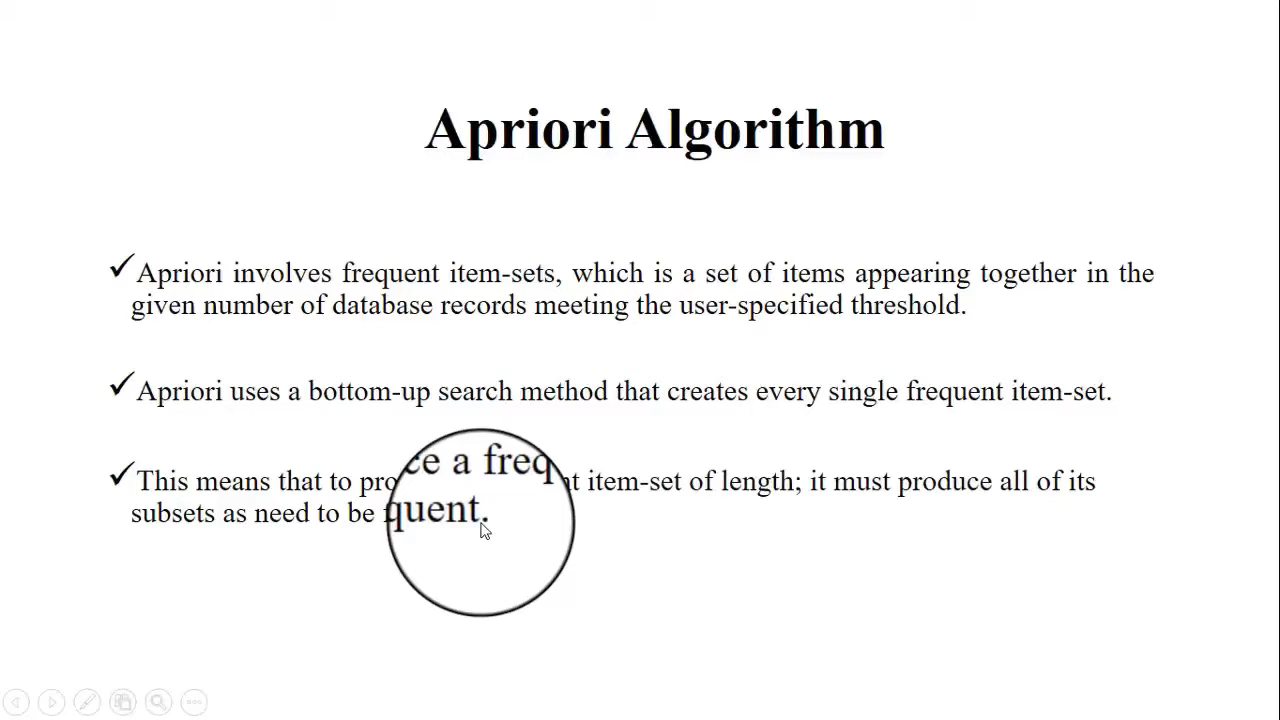 Apriori Algorithm
✓Apriori involves frequent item-sets, which is a set of items appearing together in the
given number of database records meeting the user-specified threshold.
✓Apriori uses a bottom-up search method that creates every single frequent item-set.
✓This means that to produce a frequent item-set of length; it must produce all of its
subsets as need to be frequent.